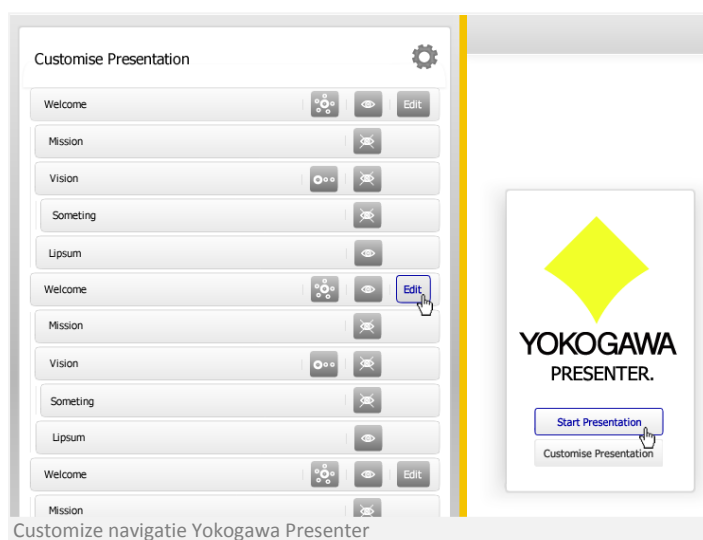 Customise Presentation
Welcome
Edit
Mission
Vision
Someting
Lipsum
Welcome
Edit
Mission
Vision
Someting
Lipsum
Welcome
Edit
Mission
YOKOGAWA
PRESENTER.
Start Presentation
Customise Presentation
Customize navigatie Yokogawa Presenter